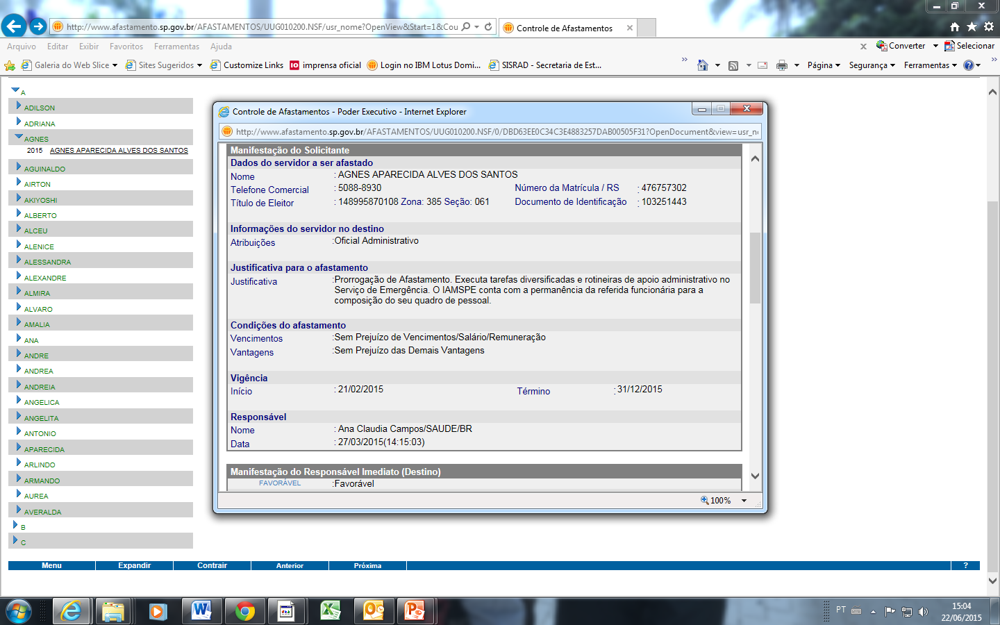 http://www.afastamento.sp.gov.br/AFASTAMENTOS/UUG010200.NSF/usr_nome?OpenView&Start=1&Cou
Controle de Afastamentos
Arquivo Editar Exibir Favoritos Ferramentas Ajuda
x Converter Selecionar
Galeria do Web Slice Sites Sugeridos Customize Links IO imprensa oficial Login no IBM Lotus Domi... SISRAD - Secretaria de Est...
Página Segurança Ferramentas
A
ADILSON
ADRIANA
AGNES
2015 AGNES APARECIDA ALVES DOS SANTOS
AGUINALDO
AIRTON
AKIYOSHI
ALBERTO
ALCEU
ALENICE
ALESSANDRA
ALEXANDRE
ALMIRA
ALVARO
AMALIA
ANA
ANDRE
ANDREA
ANDREIA
ANGELICA
ANGELITA
ANTONIO
APARECIDA
ARLINDO
ARMANDO
AUREA
AVERALDA
B
C
Controle de Afastamentos - Poder Executivo - Internet Explorer
http://www.afastamento.sp.gov.br/AFASTAMENTOS/UUG010200.NSF/0/DBD63EE0C34C3E4883257DAB00505F31?OpenDocument&view=usr_n
Manifestação do Solicitante
Dados do servidor a ser afastado
Nome : AGNES APARECIDA ALVES DOS SANTOS
Telefone Comercial : 5088-8930 Número da Matrícula / RS : 476757302
Título de Eleitor : 148995870108 Zona: 385 Seção: 061 Documento de Identificação : 103251443
Informações do servidor no destino
Atribuições :Oficial Administrativo
Justificativa para o afastamento
Justificativa :Prorrogação de Afastamento. Executa tarefas diversificadas e rotineiras de apoio administrativo no
Serviço de Emergência. O IAMSPE conta com a permanência da referida funcionária para a
composição do seu quadro de pessoal.
Condições do afastamento
Vencimentos :Sem Prejuízo de Vencimentos/Salário/Remuneração
Vantagens :Sem Prejuízo das Demais Vantagens
Vigência
Início : 21/02/2015 Término : 31/12/2015
Responsável
Nome : Ana Claudia Campos/SAUDE/BR
Data : 27/03/2015(14:15:03)
Manifestação do Responsável Imediato (Destino)
FAVORÁVEL :Favorável
100%
Menu Expandir Contrair Anterior Próxima ?
PT
15:04
22/06/2015